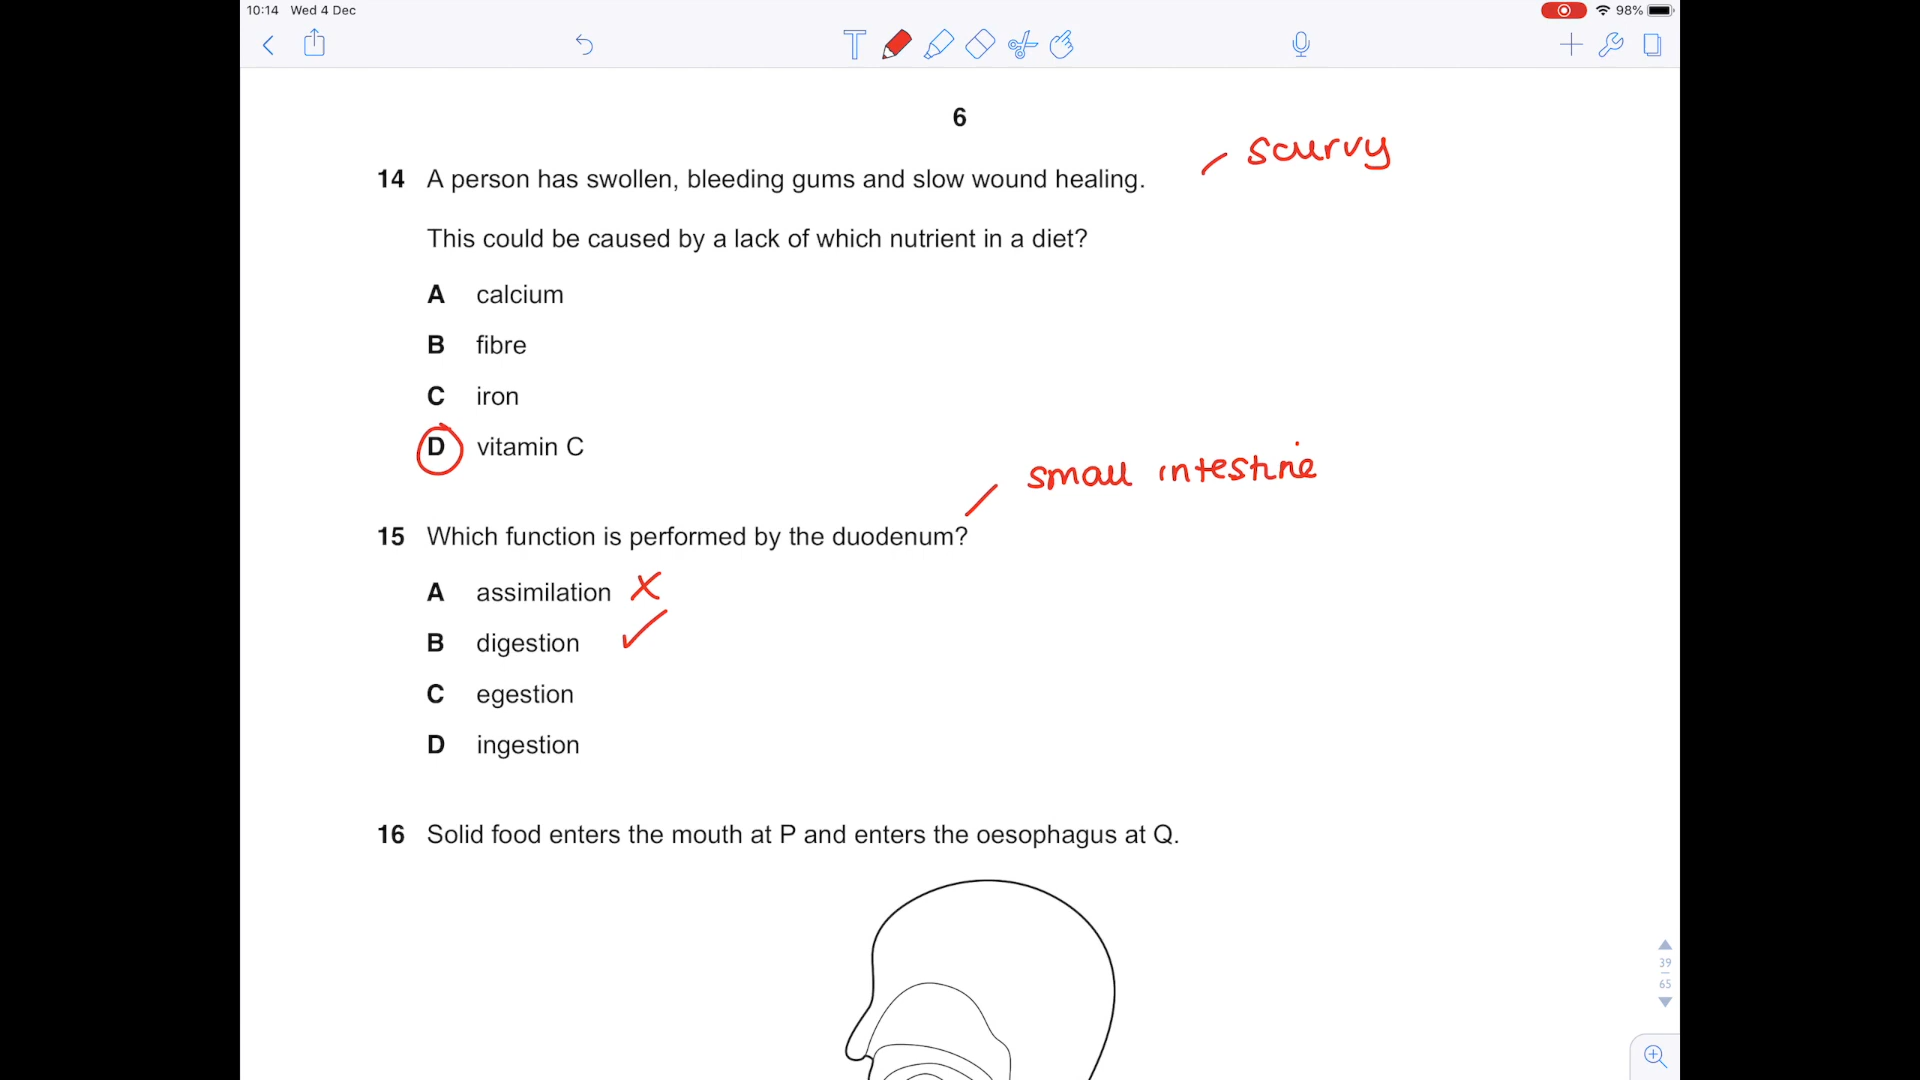 10:14 Wed 4 Dec
98%
6
scurvy
14 A person has swollen, bleeding gums and slow wound healing.
This could be caused by a lack of which nutrient in a diet?
A calcium
B fibre
C iron
D vitamin C
small intestine
15 Which function is performed by the duodenum?
A assimilation
B digestion
C egestion
D ingestion
16 Solid food enters the mouth at P and enters the oesophagus at Q.
39
65